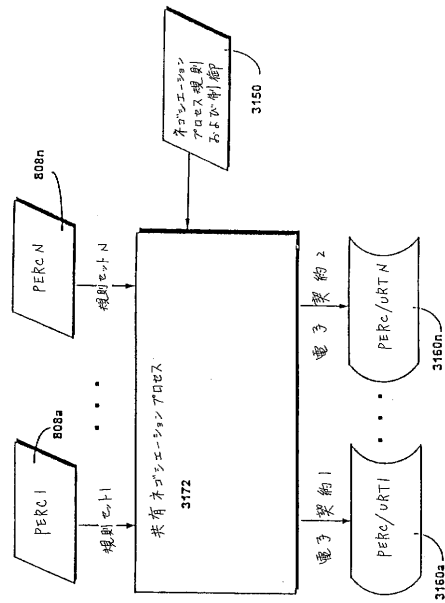 808a
PERC 1
規則セット1
808n
PERC N
規則セットN
ネゴシエーション
プロセス規則
および制御
3150
共有ネゴシエーションプロセス
3172
電子契約1
電子契約2
PERC/URT1
3160a
PERC/URTN
3160n